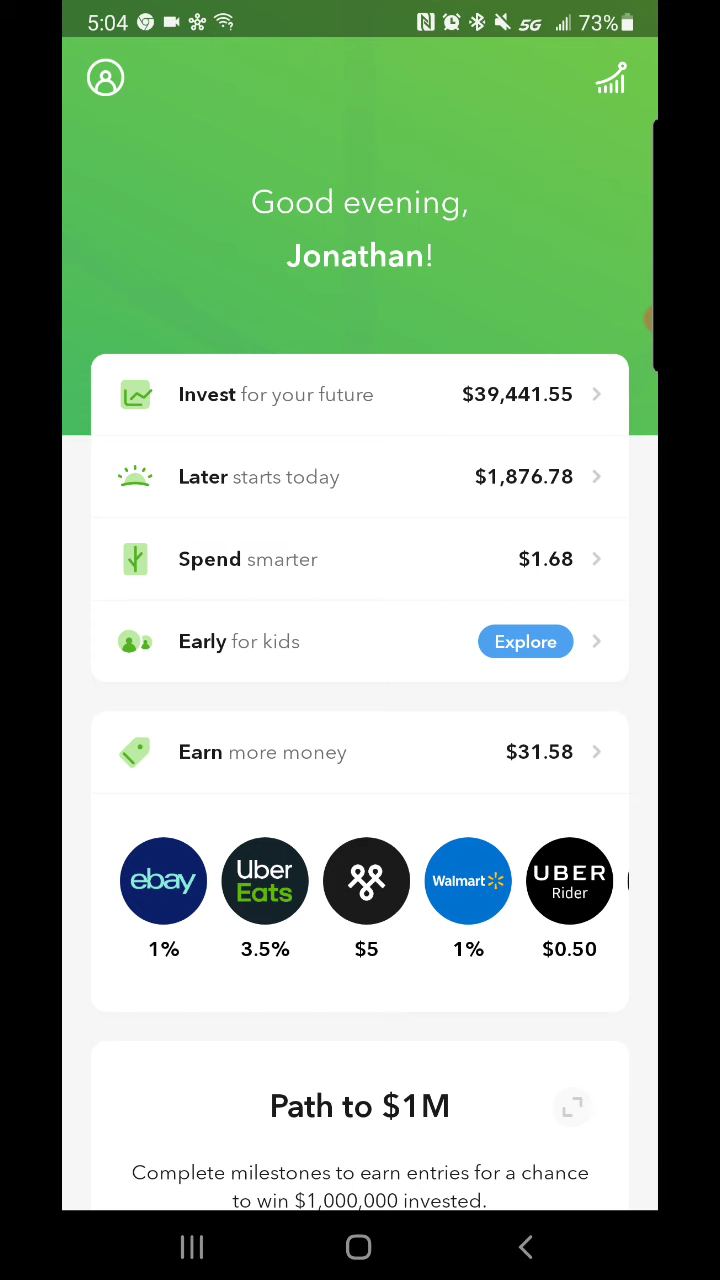 5:04 5G 73%
Good evening,
Jonathan!
Invest for your future $39,441.55
Later starts today $1,876.78
Spend smarter $1.68
Early for kids Explore
Earn more money $31.58
ebay Uber Eats Walmart UBER Rider
1% 3.5% $5 1% $0.50
Path to $1M
Complete milestones to earn entries for a chance
to win $1,000,000 invested.